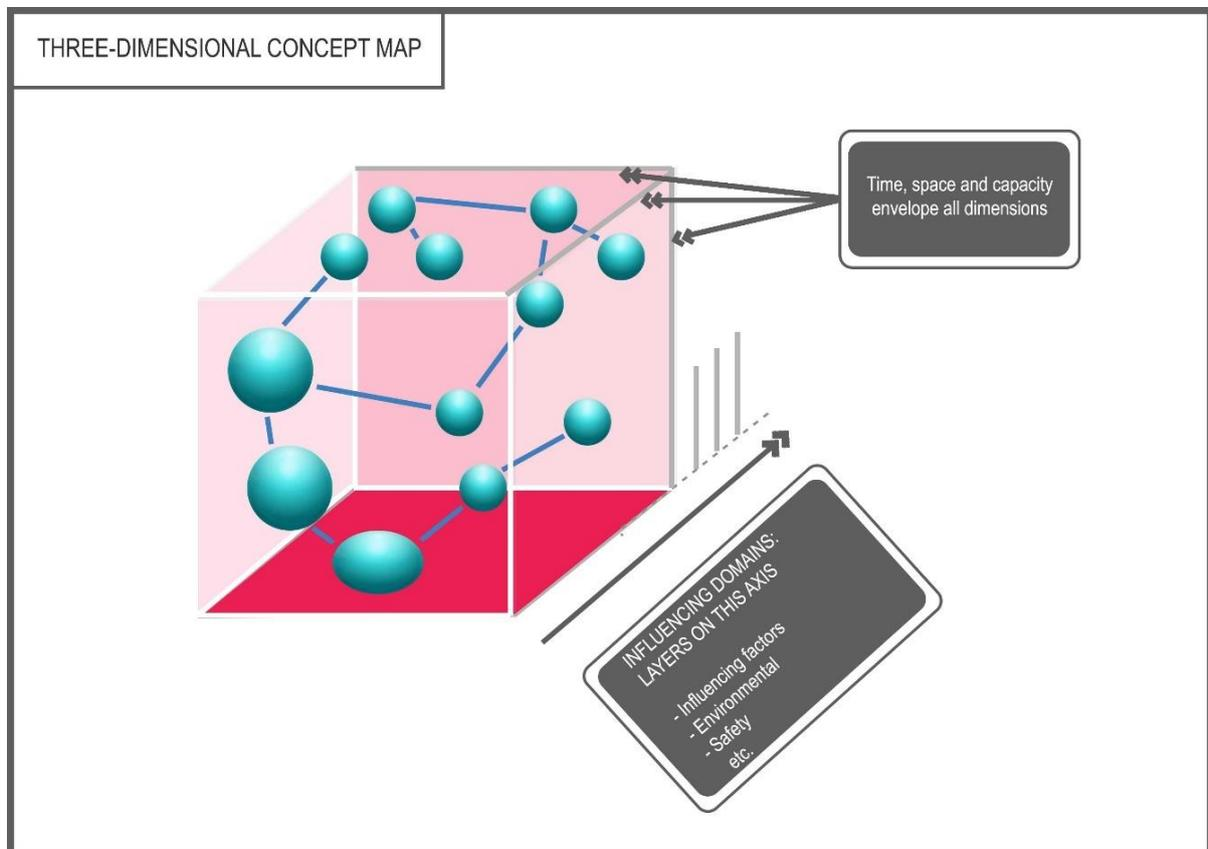 THREE-DIMENSIONAL CONCEPT MAP
Time, space and capacity
envelope all dimensions
INFLUENCING DOMAINS:
LAYERS ON THIS AXIS
- Influencing factors
- Environmental
- Safety
etc.